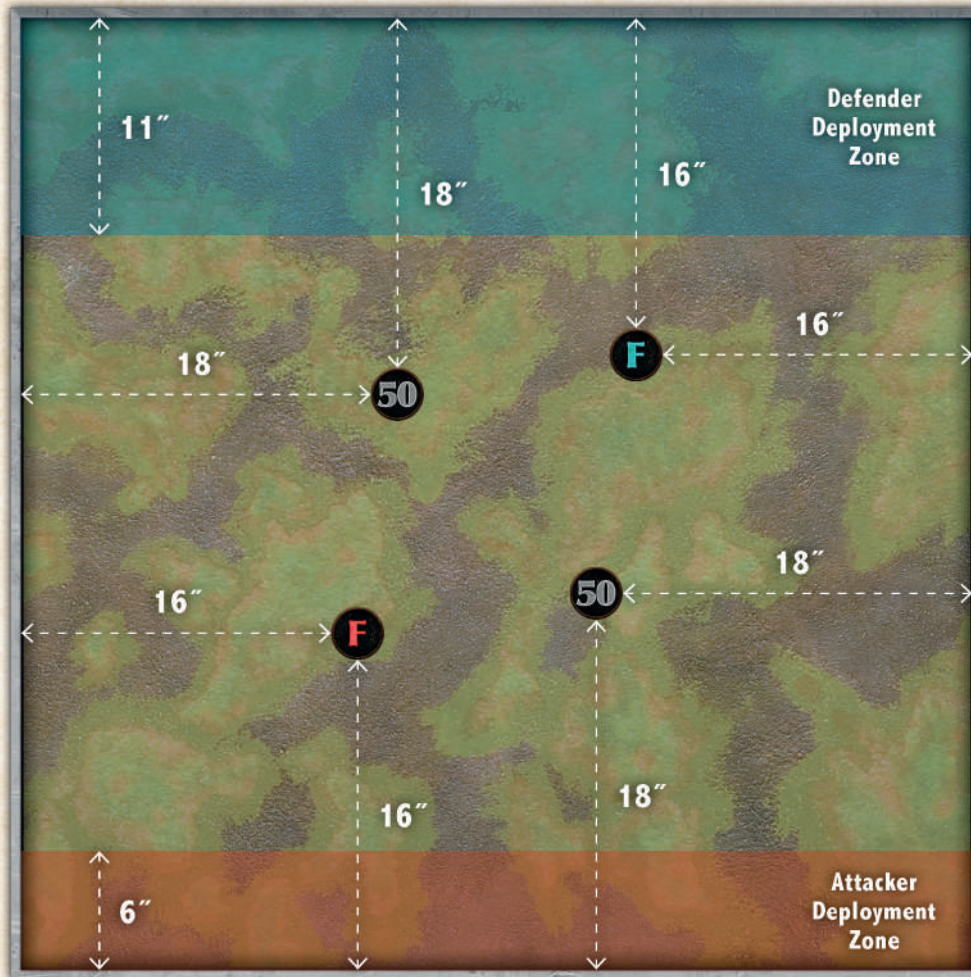 Defender
Deployment
Zone
11″
18″
16″
16″
F
18″
50
18″
50
16″
F
18″
16″
Attacker
Deployment
Zone
6″